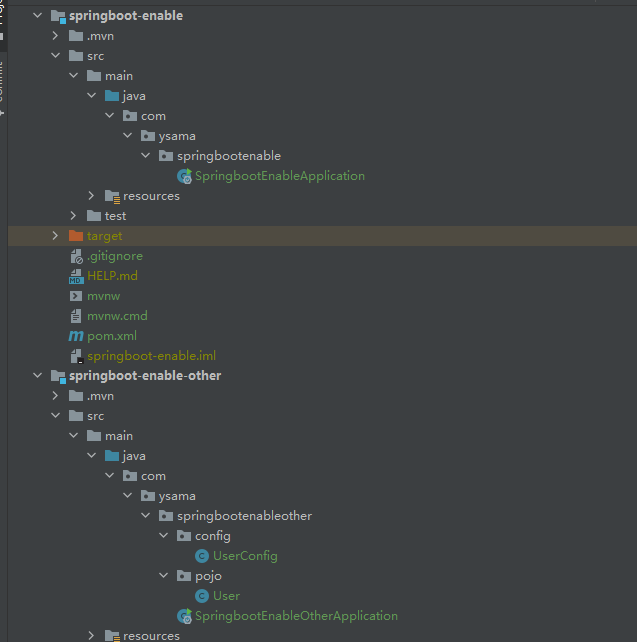 springboot-enable
.mvn
src
main
java
com
ysama
springbootenable
SpringbootEnableApplication
resources
test
target
.gitignore
HELP.md
mvnw
mvnw.cmd
pom.xml
springboot-enable.iml
springboot-enable-other
.mvn
src
main
java
com
ysama
springbootenableother
config
UserConfig
pojo
User
SpringbootEnableOtherApplication
resources